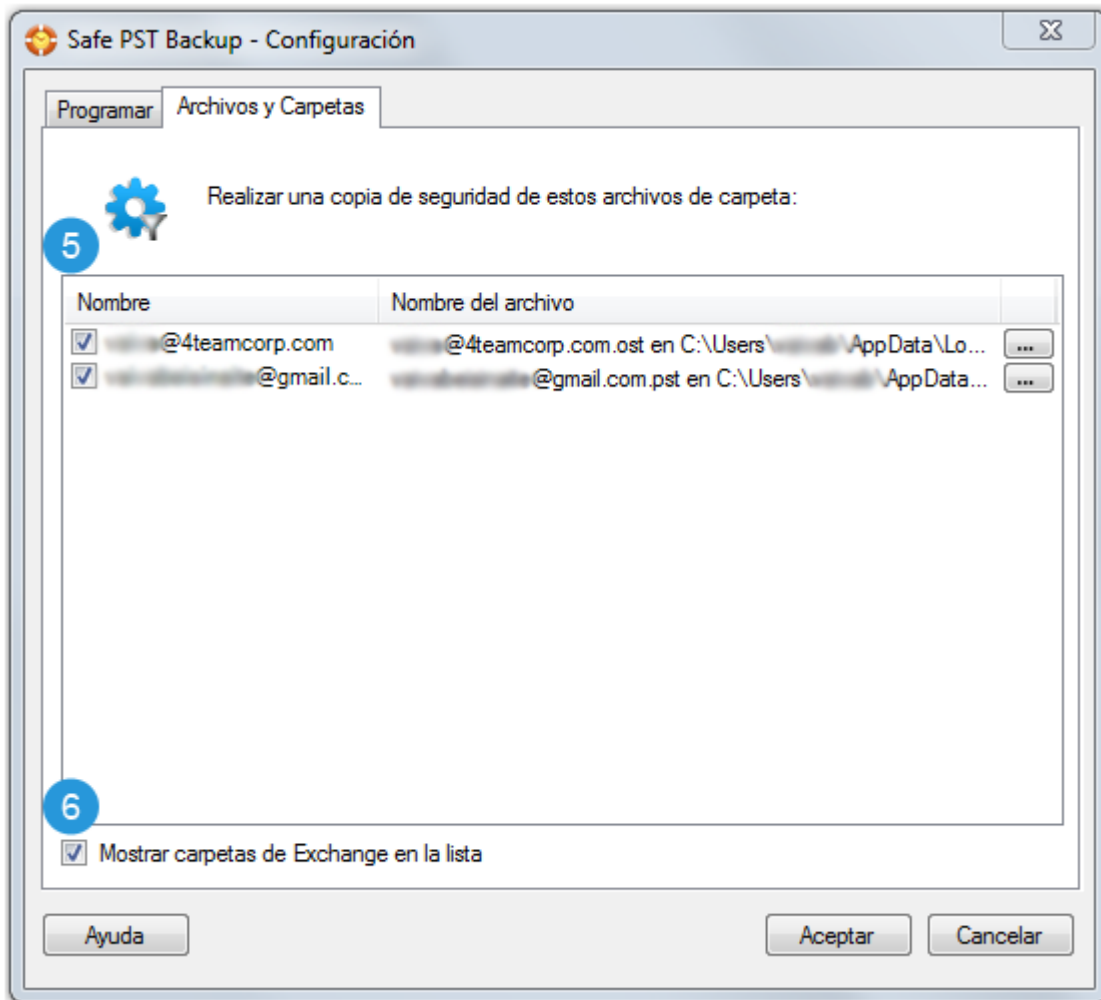 Safe PST Backup - Configuración
Programar Archivos y Carpetas
Realizar una copia de seguridad de estos archivos de carpeta:
5
Nombre Nombre del archivo
@4teamcorp.com @4teamcorp.com.ost en C:\Users\ \AppData\Lo... ...
@gmail.c... @gmail.com.pst en C:\Users\ \AppData... ...
6
Mostrar carpetas de Exchange en la lista
Ayuda Aceptar Cancelar